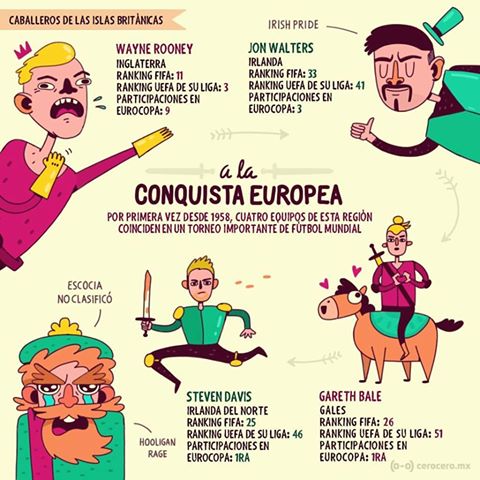 CABALLEROS DE LAS ISLAS BRITÀNICAS
IRISH PRIDE
WAYNE ROONEY
INGLATERRA
RANKING FIFA: 11
RANKING UEFA DE SU LIGA: 3
PARTICIPACIONES EN
EUROCOPA: 9
JON WALTERS
IRLANDA
RANKING FIFA: 33
RANKING UEFA DE SU LIGA: 41
PARTICIPACIONES EN
EUROCOPA: 3
a la
CONQUISTA EUROPEA
POR PRIMERA VEZ DESDE 1958, CUATRO EQUIPOS DE ESTA REGIÒN
COINCIDEN EN UN TORNEO IMPORTANTE DE FÚTBOL MUNDIAL
ESCOCIA
NO CLASIFICÓ
HOOLIGAN
RAGE
STEVEN DAVIS
IRLANDA DEL NORTE
RANKING FIFA: 25
RANKING UEFA DE SU LIGA: 46
PARTICIPACIONES EN
EUROCOPA: 1RA
GARETH BALE
GALES
RANKING FIFA: 26
RANKING UEFA DE SU LIGA: 51
PARTICIPACIONES EN
EUROCOPA: 1RA
(o-o) cerocero.mx